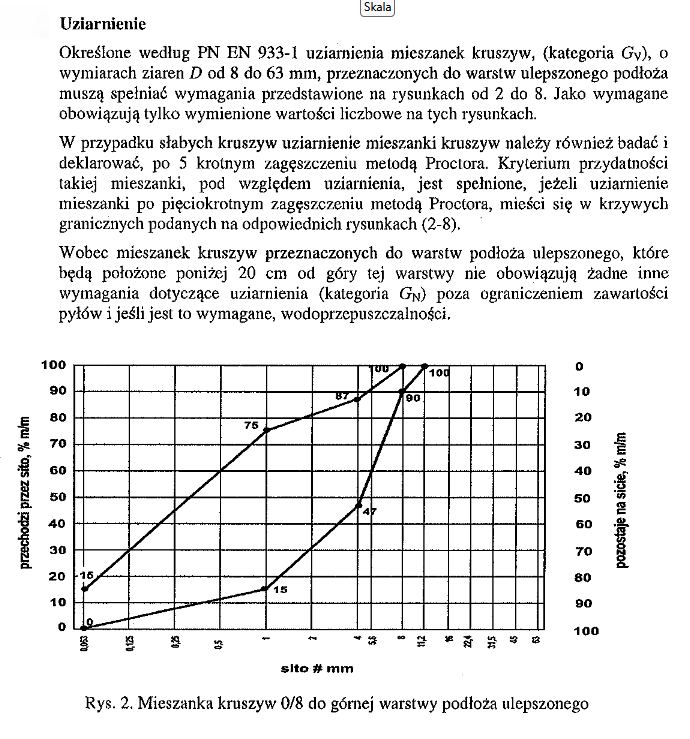 Skala
Uziarnienie
Określone według PN EN 933-1 uziarnienia mieszanek kruszyw, (kategoria Gv), o
wymiarach ziaren D od 8 do 63 mm, przeznaczonych do warstw ulepszonego podłoża
muszą spełniać wymagania przedstawione na rysunkach od 2 do 8. Jako wymagane
obowiązują tylko wymienione wartości liczbowe na tych rysunkach.
W przypadku słabych kruszyw uziarnienie mieszanki kruszyw należy również badać i
deklarować, po 5 krotnym zagęszczeniu metodą Proctora. Kryterium przydatności
takiej mieszanki, pod względem uziarnienia, jest spełnione, jeżeli uziarnienie
mieszanki po pięciokrotnym zagęszczeniu metodą Proctora, mieści się w krzywych
granicznych podanych na odpowiednich rysunkach (2-8).
Wobec mieszanek kruszyw przeznaczonych do warstw podłoża ulepszonego, które
będą położone poniżej 20 cm od góry tej warstwy nie obowiązują żadne inne
wymagania dotyczące uziarnienia (kategoria GN) poza ograniczeniem zawartości
pyłów i jeśli jest to wymagane, wodoprzepuszczalności.
przechodzi przez sito, % m/m
100
90
80
70
60
50
40
30
20
10
0
15
75
87
100
0
15
47
90
100
0
10
20
30
40
50
60
70
80
90
100
pozostaje na sicie, % m/m
0,063 0,125 0,25 0,5 1 2 4 5,6 8 11,2 16 22,4 31,5 45 63
sito # mm
Rys. 2. Mieszanka kruszyw 0/8 do górnej warstwy podłoża ulepszonego